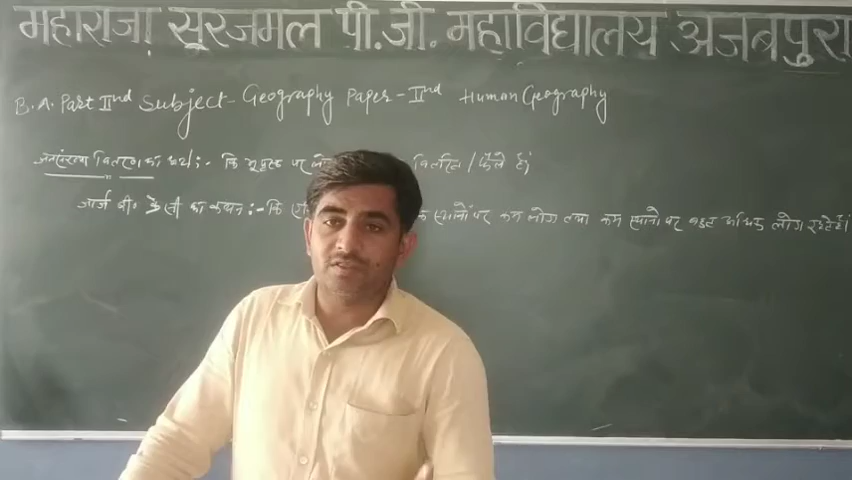 महाराजा सूरजमल पी.जी. महाविद्यालय अजबपुरा
B.A. Part IInd Subject- Geography Paper-IInd Human Geography
जनसंख्या वितरण का अर्थ:- कि भूपृष्ठ पर वितरित / फैले हैं।
जार्ज बी० का कथन:- कि स्थानों पर कम लोग तथा कम स्थानों पर बहुत अधिक लोग रहते हैं।